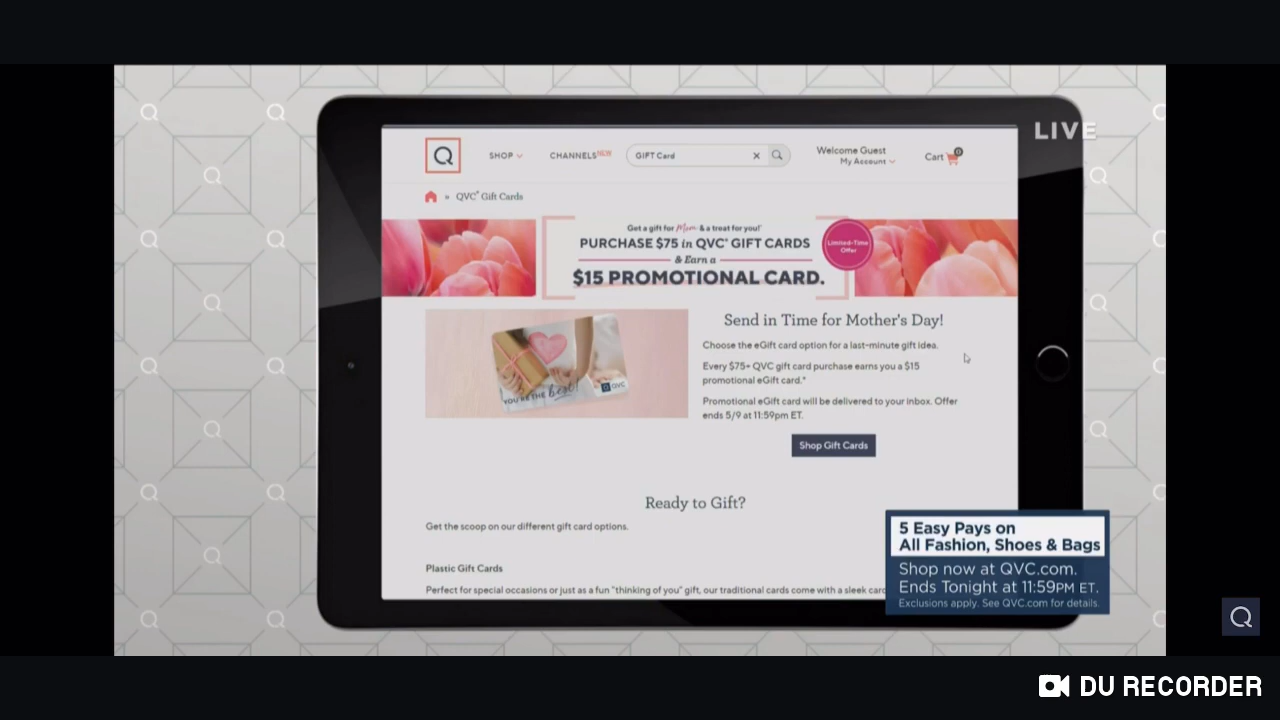 LIVE
Q
SHOP
CHANNELS NEW
GIFT Card
Welcome Guest
My Account
Cart 0
» QVC® Gift Cards
Get a gift for Mom & a treat for you!*
PURCHASE $75 in QVC® GIFT CARDS
& Earn a
$15 PROMOTIONAL CARD.
Limited-Time
Offer
YOU'RE THE best!
QVC
Send in Time for Mother's Day!
Choose the eGift card option for a last-minute gift idea.
Every $75+ QVC gift card purchase earns you a $15
promotional eGift card.*
Promotional eGift card will be delivered to your inbox. Offer
ends 5/9 at 11:59pm ET.
Shop Gift Cards
Ready to Gift?
Get the scoop on our different gift card options.
Plastic Gift Cards
Perfect for special occasions or just as a fun "thinking of you" gift, our traditional cards come with a sleek
5 Easy Pays on
All Fashion, Shoes & Bags
Shop now at QVC.com.
Ends Tonight at 11:59PM ET.
Exclusions apply. See QVC.com for details.
Q
DU RECORDER